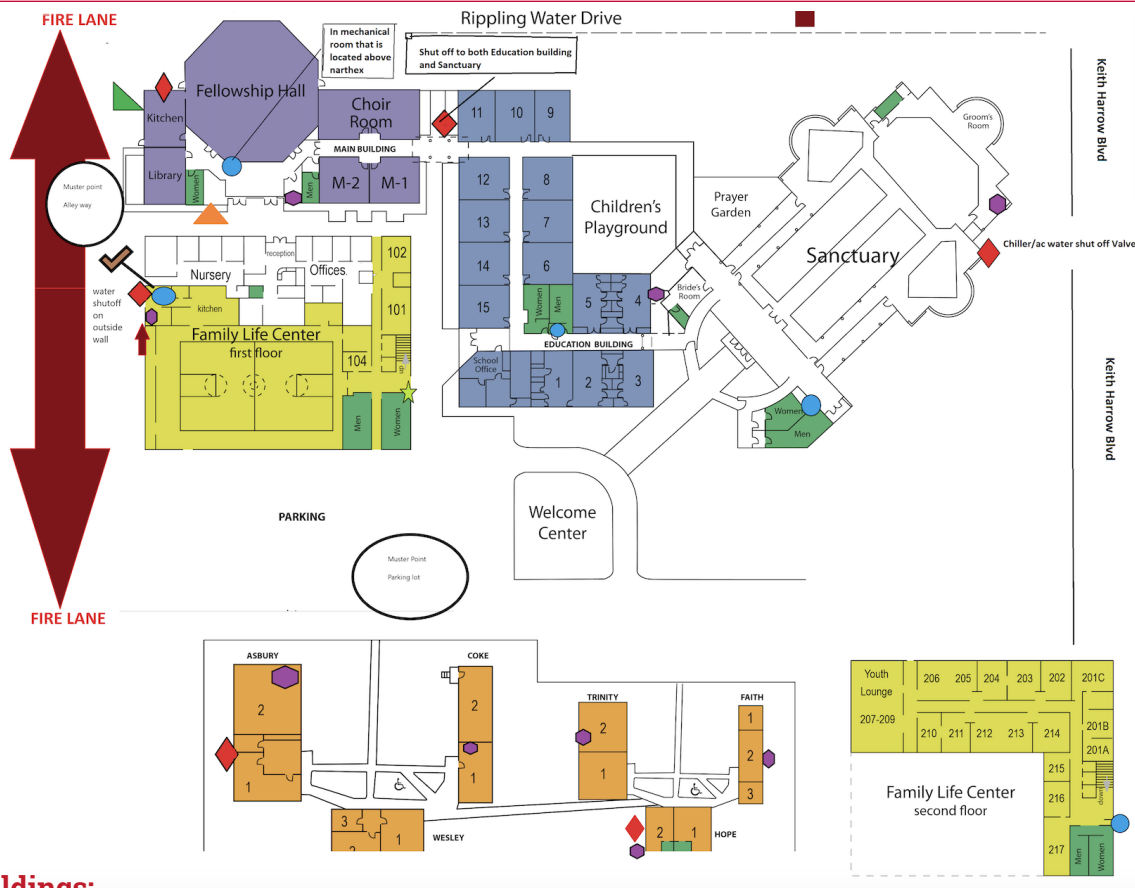 FIRE LANE
Rippling Water Drive
In mechanical
room that is
located above
narthex
Shut off to both Education building
and Sanctuary
Keith Harrow Blvd
Fellowship Hall
Kitchen
Choir
Room
MAIN BUILDING
Library
Women
Men
M-2
M-1
11
10
9
12
8
13
7
14
6
15
Women
Men
5
4
EDUCATION BUILDING
School
Office
1
2
3
Children's
Playground
Prayer
Garden
Bride's
Room
Groom's
Room
Sanctuary
Chiller/ac water shut off Valve
Women
Men
Keith Harrow Blvd
Muster point
Alley way
water
shutoff
on
outside
wall
reception
Nursery
Offices
kitchen
102
101
Family Life Center
first floor
104
up
Men
Women
Welcome
Center
PARKING
Muster Point
Parking lot
FIRE LANE
ASBURY
2
1
COKE
2
1
TRINITY
2
1
FAITH
1
2
3
WESLEY
3
1
2
HOPE
2
1
Youth
Lounge
207-209
206
205
204
203
202
201C
210
211
212
213
214
201B
201A
215
216
217
down
Men
Women
Family Life Center
second floor
ldings: